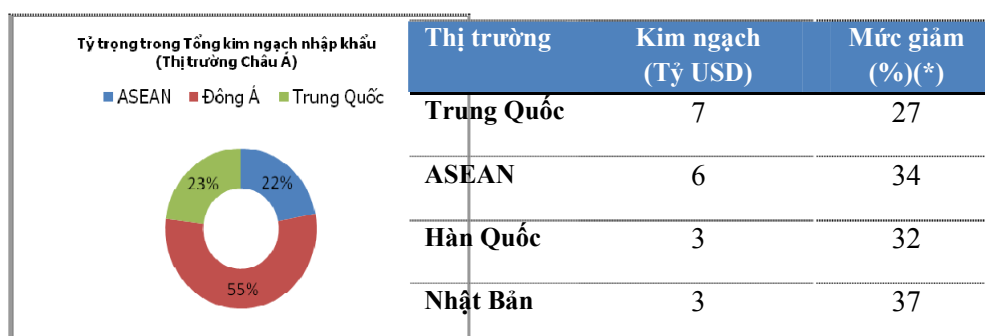 Tỷ trọng trong Tổng kim ngạch nhập khẩu
(Thị trường Châu Á)
ASEAN Đông Á Trung Quốc
23% 22%
55%
Thị trường Kim ngạch Mức giảm
(Tỷ USD) (%)(*)
Trung Quốc 7 27
ASEAN 6 34
Hàn Quốc 3 32
Nhật Bản 3 37